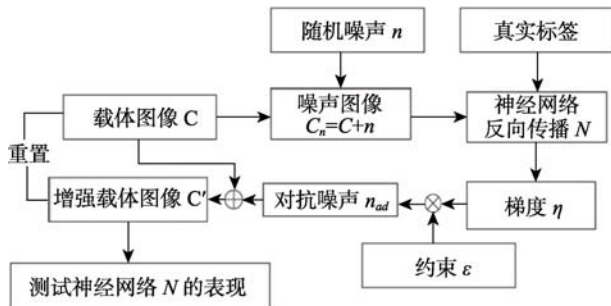 随机噪声 n
真实标签
载体图像 C
噪声图像
Cn=C+n
神经网络
反向传播 N
重置
增强载体图像 C′
对抗噪声 nad
梯度 η
约束 ε
测试神经网络 N 的表现